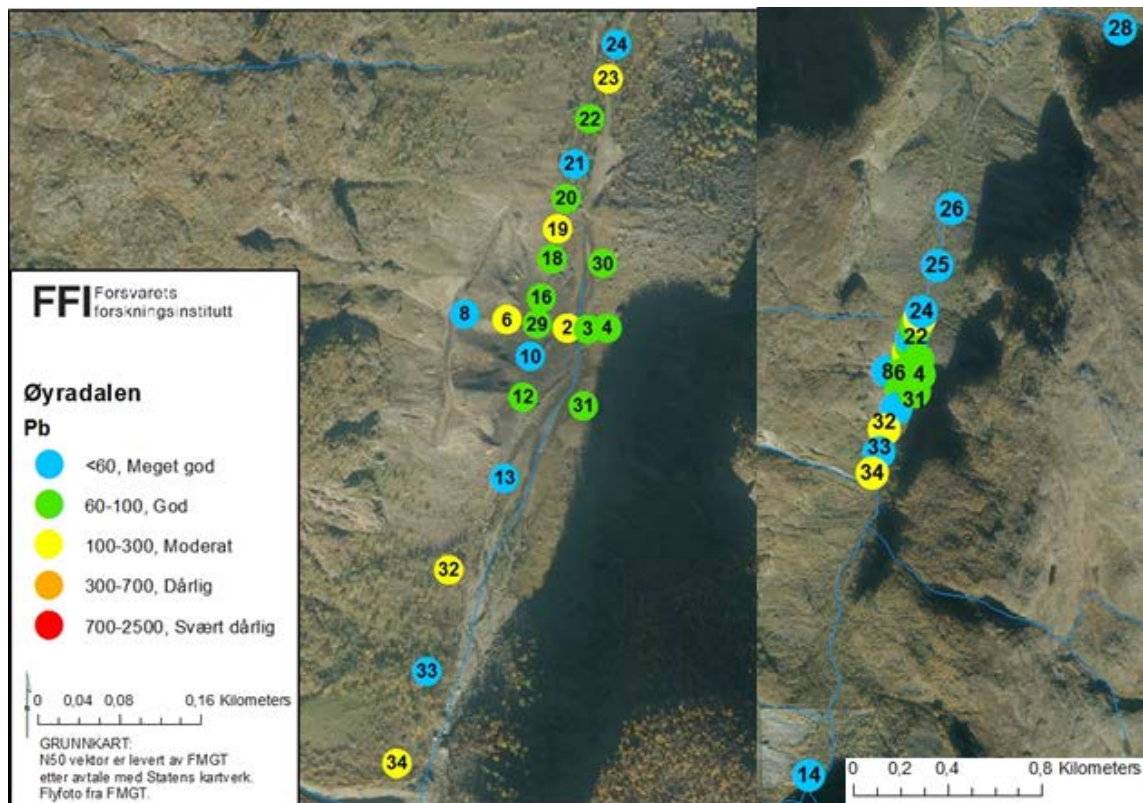 24
23
22
21
20
19
18
30
16
8
6
29
2
3
4
10
12
31
13
32
33
34
FFI Forsvarets
forskningsinstitutt
Øyradalen
Pb
<60, Meget god
60-100, God
100-300, Moderat
300-700, Dårlig
700-2500, Svært dårlig
0 0,04 0,08 0,16 Kilometers
GRUNNKART:
N50 vektor er levert av FMGT
etter avtale med Statens kartverk.
Flyfoto fra FMGT.
28
26
25
24
22
86 4
31
32
33
34
14
0 0,2 0,4 0,8 Kilometers